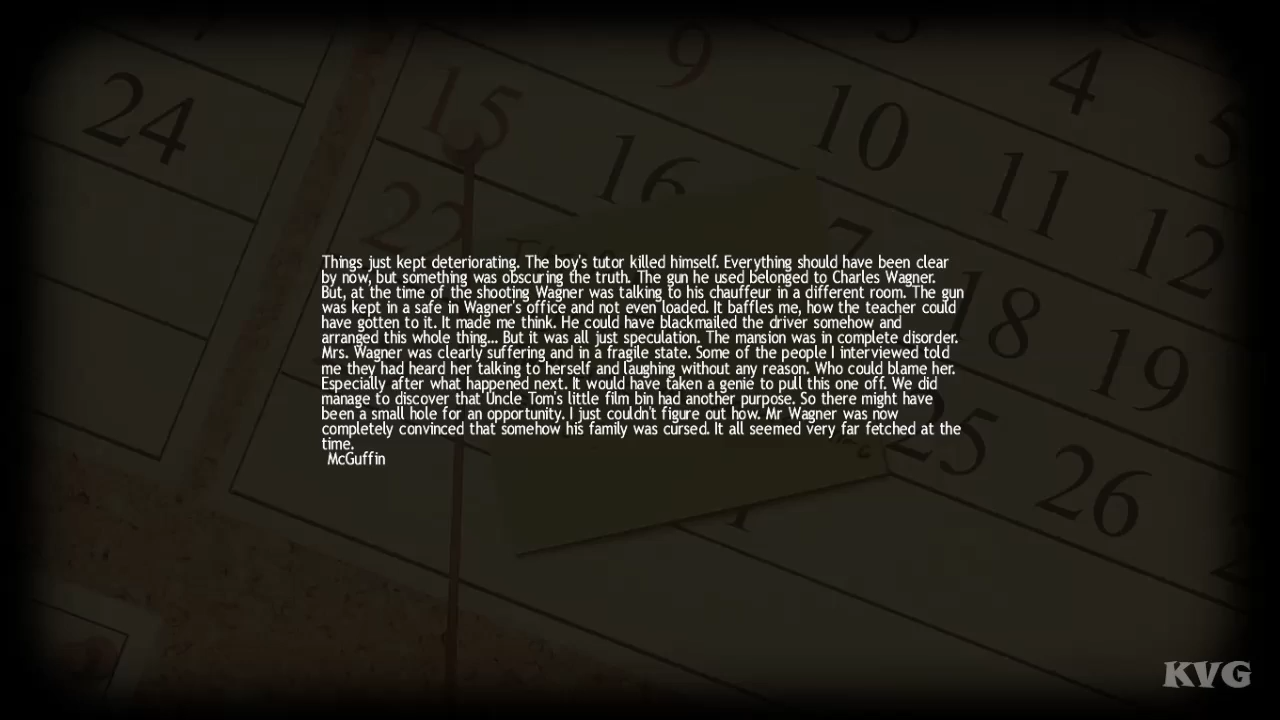 24
9
4
5
15
10
16
11
12
22
7
18
19
25
26
Things just kept deteriorating. The boy's tutor killed himself. Everything should have been clear
by now, but something was obscuring the truth. The gun he used belonged to Charles Wagner.
But, at the time of the shooting Wagner was talking to his chauffeur in a different room. The gun
was kept in a safe in Wagner's office and not even loaded. It baffles me, how the teacher could
have gotten to it. It made me think. He could have blackmailed the driver somehow and
arranged this whole thing... But it was all just speculation. The mansion was in complete disorder.
Mrs. Wagner was clearly suffering and in a fragile state. Some of the people I interviewed told
me they had heard her talking to herself and laughing without any reason. Who could blame her.
Especially after what happened next. It would have taken a genie to pull this one off. We did
manage to discover that Uncle Tom's little film bin had another purpose. So there might have
been a small hole for an opportunity. I just couldn't figure out how. Mr Wagner was now
completely convinced that somehow his family was cursed. It all seemed very far fetched at the
time.
McGuffin
KVG